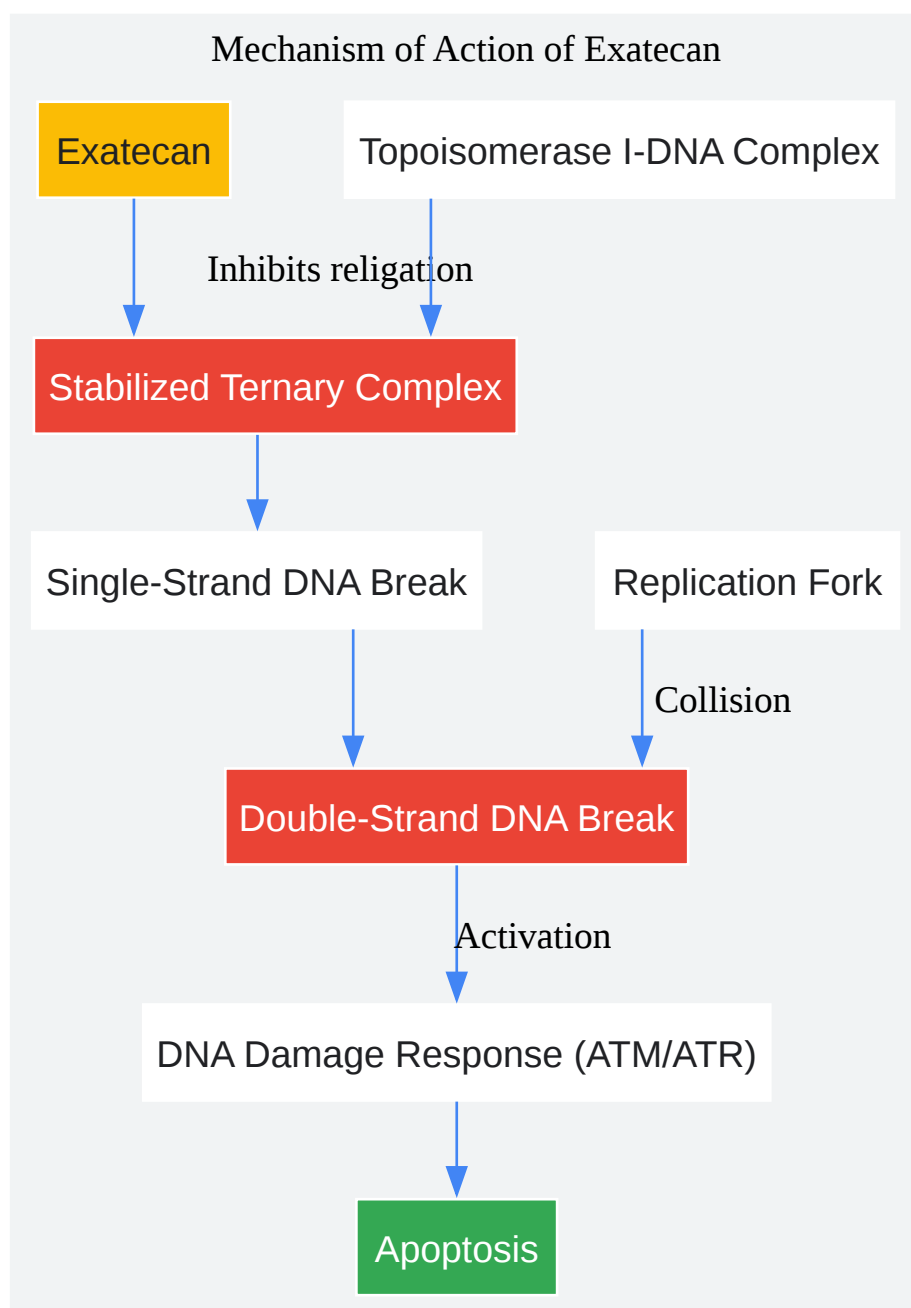 Mechanism of Action of Exatecan
Exatecan
Topoisomerase I-DNA Complex
Inhibits religation
Stabilized Ternary Complex
Single-Strand DNA Break
Replication Fork
Collision
Double-Strand DNA Break
Activation
DNA Damage Response (ATM/ATR)
Apoptosis